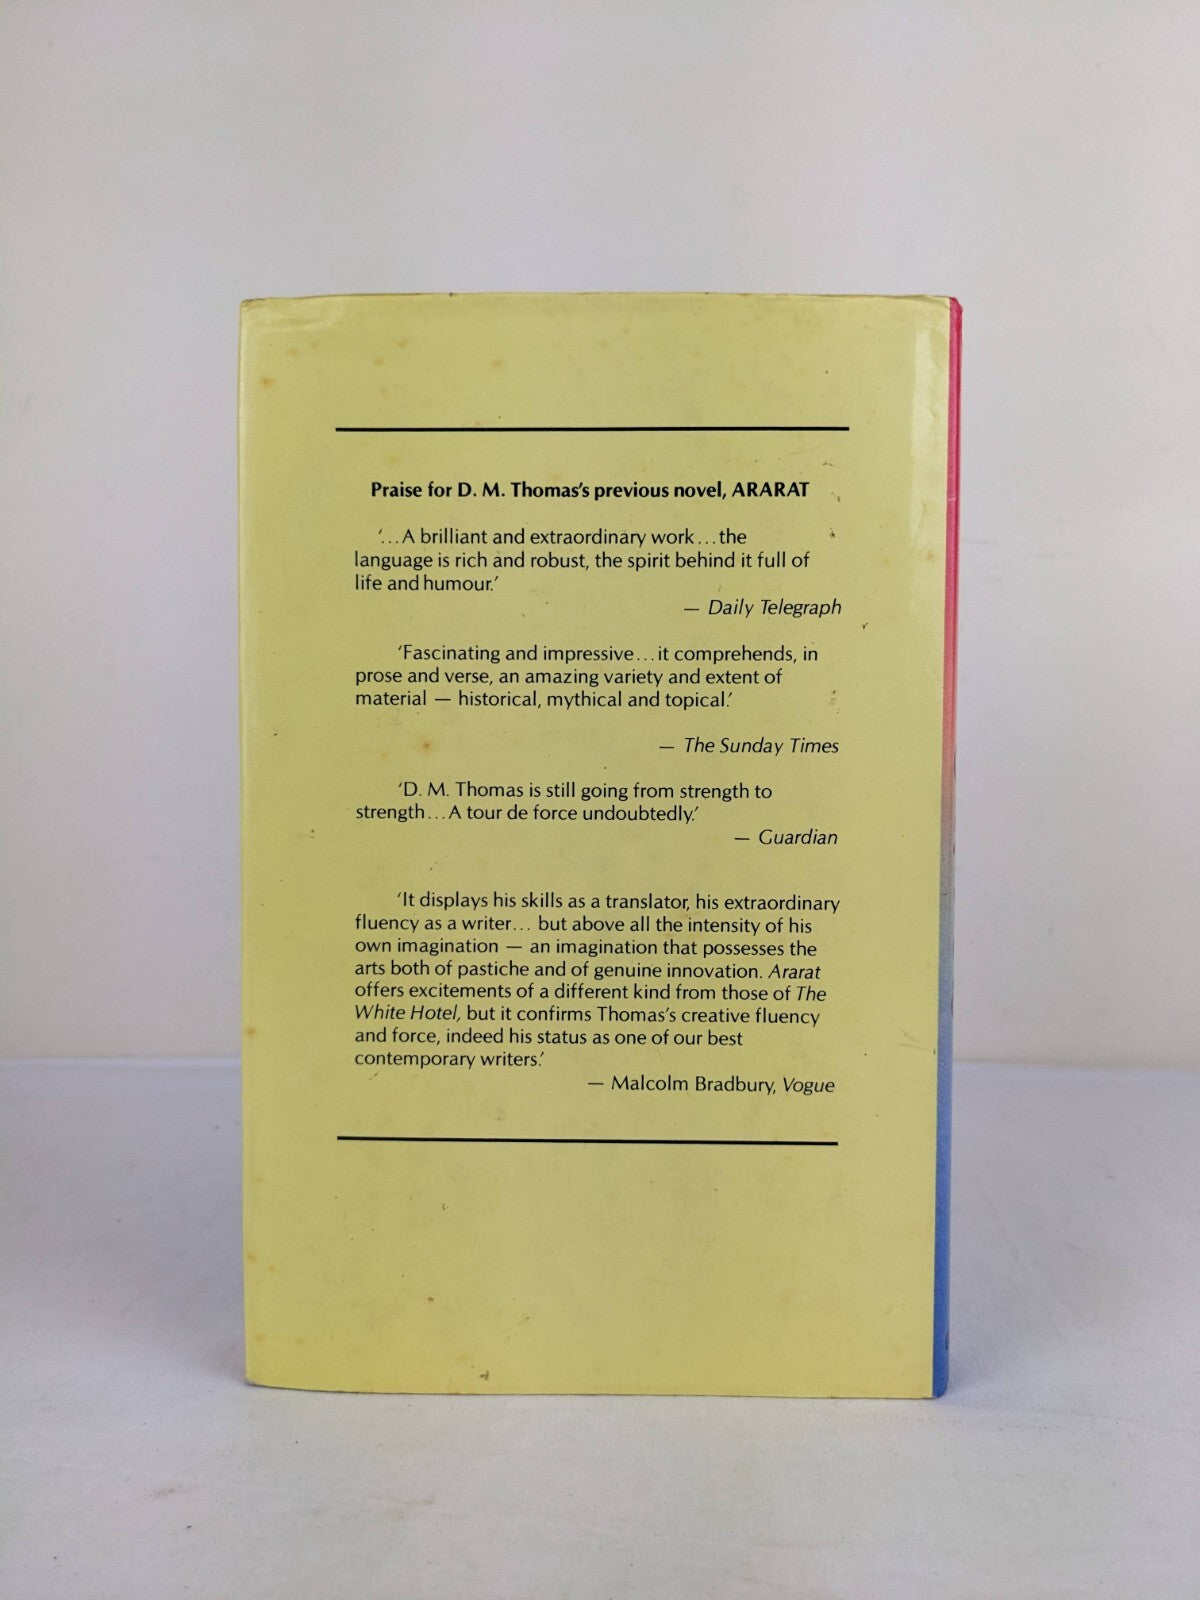 Praise for D. M. Thomas's previous novel, ARARAT
'...A brilliant and extraordinary work...the
language is rich and robust, the spirit behind it full of
life and humour.'
— Daily Telegraph
'Fascinating and impressive...it comprehends, in
prose and verse, an amazing variety and extent of
material — historical, mythical and topical.'
— The Sunday Times
'D. M. Thomas is still going from strength to
strength...A tour de force undoubtedly.'
— Guardian
'It displays his skills as a translator, his extraordinary
fluency as a writer... but above all the intensity of his
own imagination — an imagination that possesses the
arts both of pastiche and of genuine innovation. Ararat
offers excitements of a different kind from those of The
White Hotel, but it confirms Thomas's creative fluency
and force, indeed his status as one of our best
contemporary writers.'
— Malcolm Bradbury, Vogue